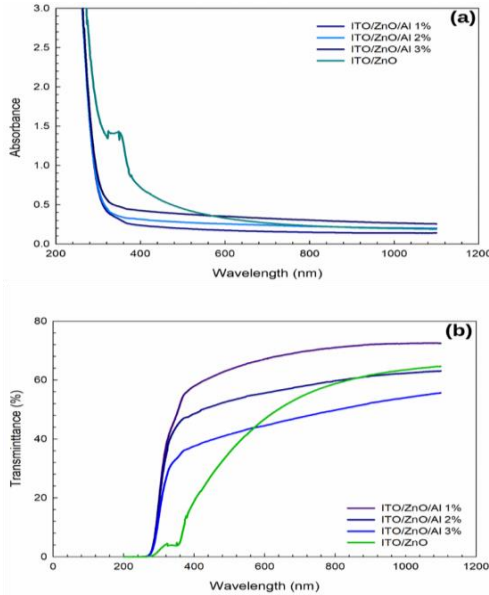 (a)
ITO/ZnO/Al 1%
ITO/ZnO/Al 2%
ITO/ZnO/Al 3%
ITO/ZnO
3.0
2.5
2.0
1.5
1.0
0.5
0.0
Absorbance
200 400 600 800 1000 1200
Wavelength (nm)
(b)
80
60
40
20
0
Transminttance (%)
ITO/ZnO/Al 1%
ITO/ZnO/Al 2%
ITO/ZnO/Al 3%
ITO/ZnO
0 200 400 600 800 1000 1200
Wavelength (nm)